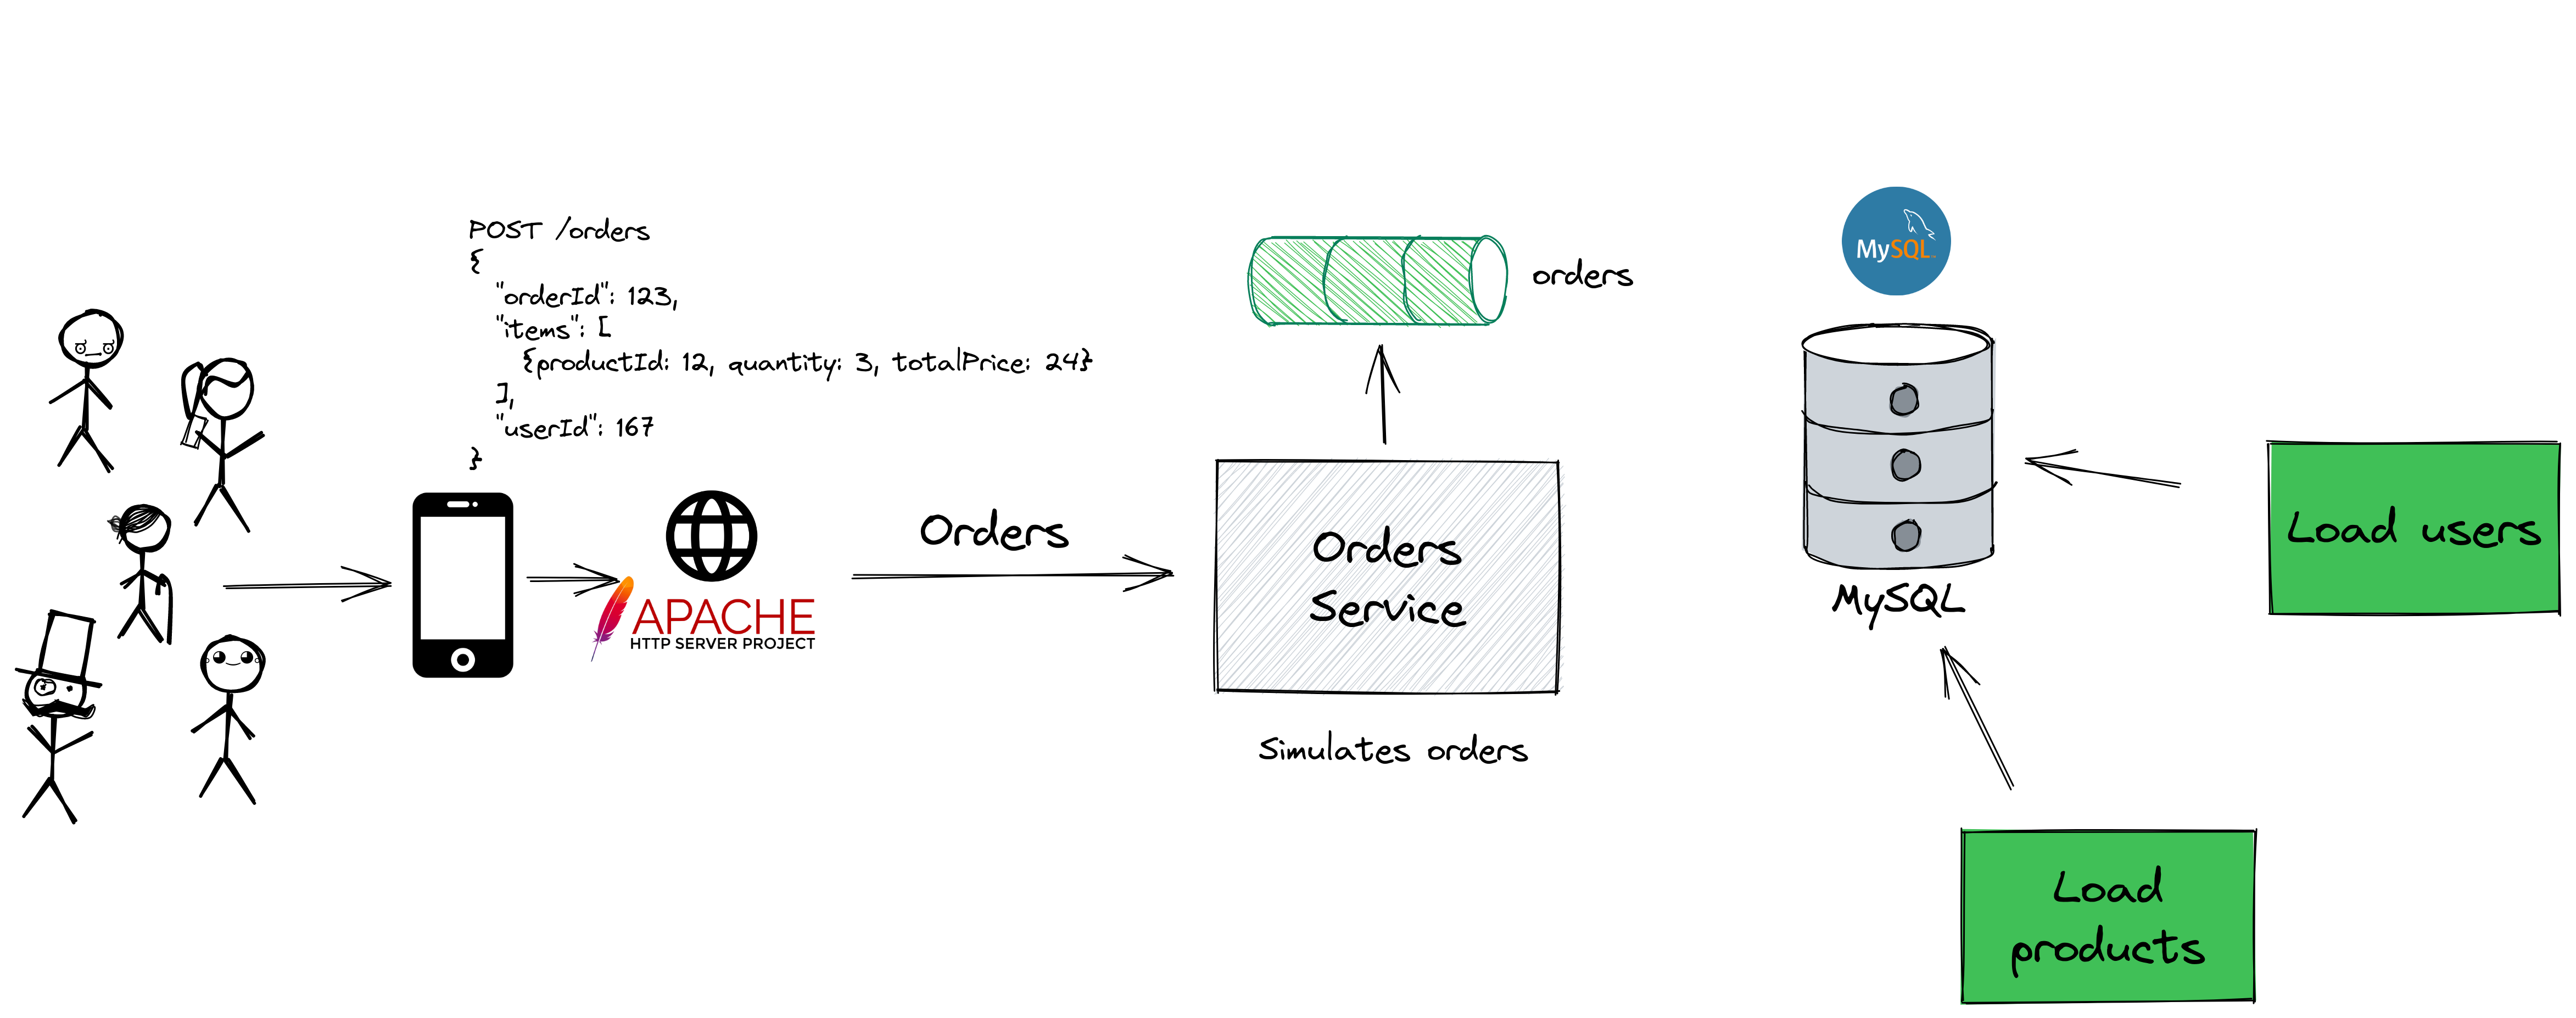 POST /orders
{
"orderId": 123,
"items": [
{productId: 12, quantity: 3, totalPrice: 24}
],
"userId": 167
}
APACHE
HTTP SERVER PROJECT
Orders
orders
Orders
Service
Simulates orders
MySQL
MySQL
Load users
Load
products